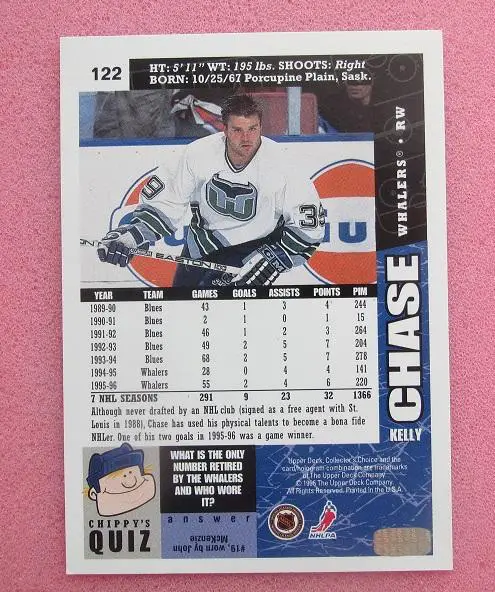 122
HT: 5'11" WT: 195 lbs. SHOOTS: Right
BORN: 10/25/67 Porcupine Plain, Sask.
WHALERS® • RW
KELLY CHASE
39
EASTON
YEAR TEAM GAMES GOALS ASSISTS POINTS PIM
1989-90 Blues 43 1 3 4 244
1990-91 Blues 2 1 0 1 15
1991-92 Blues 46 1 2 3 264
1992-93 Blues 49 2 5 7 204
1993-94 Blues 68 2 5 7 278
1994-95 Whalers 28 0 4 4 141
1995-96 Whalers 55 2 4 6 220
7 NHL SEASONS 291 9 23 32 1366
Although never drafted by an NHL club (signed as a free agent with St.
Louis in 1988), Chase has used his physical talents to become a bona fide
NHLer. One of his two goals in 1995-96 was a game winner.
CHIPPY'S
QUIZ
WHAT IS THE ONLY
NUMBER RETIRED
BY THE WHALERS
AND WHO WORE
IT?
answer
#19, worn by John
McKenzie
Upper Deck, Collector's Choice and the
card/hologram combination are trademarks
of The Upper Deck Company.
© 1996 The Upper Deck Company.
All Rights Reserved. Printed in the U.S.A.
NHL
NHLPA